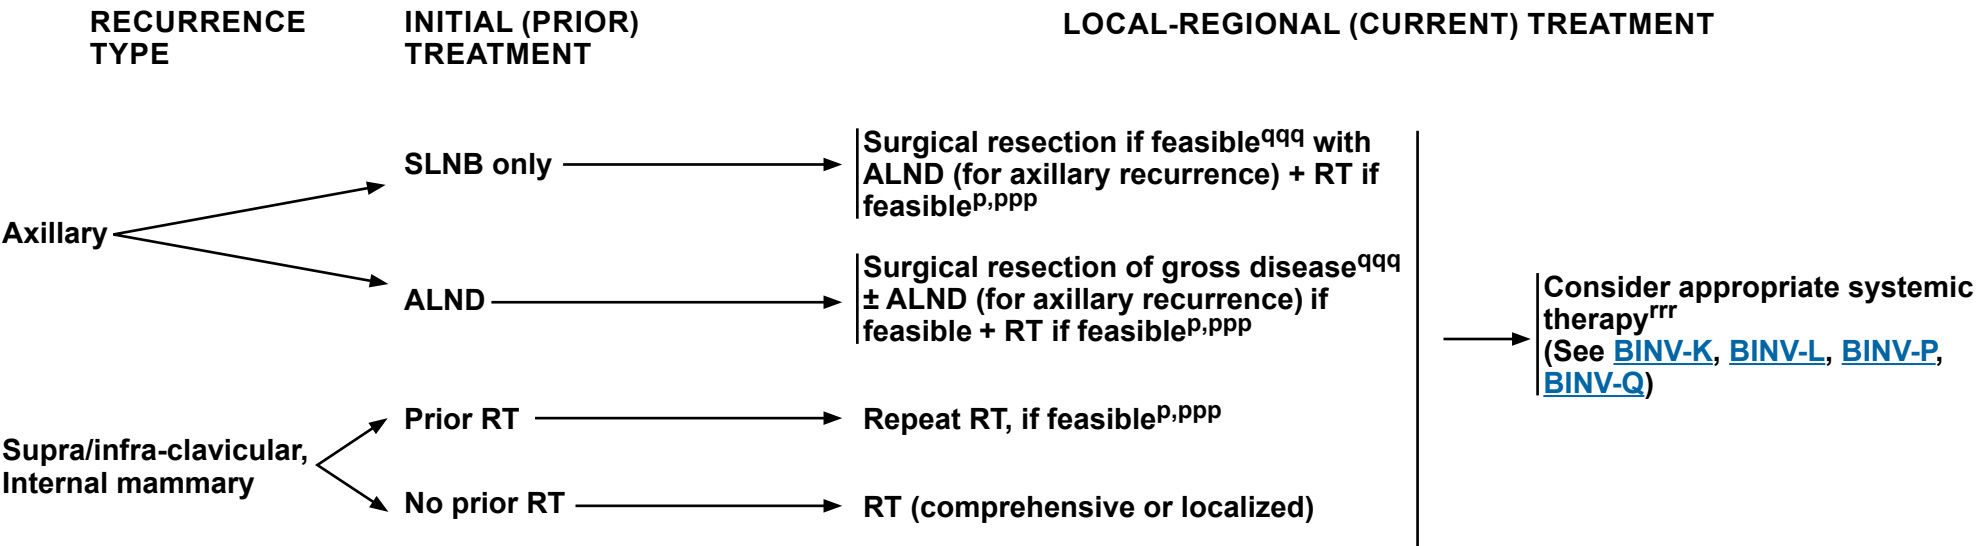 RECURRENCE
TYPE
INITIAL (PRIOR)
TREATMENT
LOCAL-REGIONAL (CURRENT) TREATMENT
Axillary
SLNB only
Surgical resection if feasibleqqq with
ALND (for axillary recurrence) + RT if
feasiblep,ppp
ALND
Surgical resection of gross diseaseqqq
± ALND (for axillary recurrence) if
feasible + RT if feasiblep,ppp
Supra/infra-clavicular,
Internal mammary
Prior RT
Repeat RT, if feasiblep,ppp
No prior RT
RT (comprehensive or localized)
Consider appropriate systemic
therapyrrr
(See BINV-K, BINV-L, BINV-P,
BINV-Q)